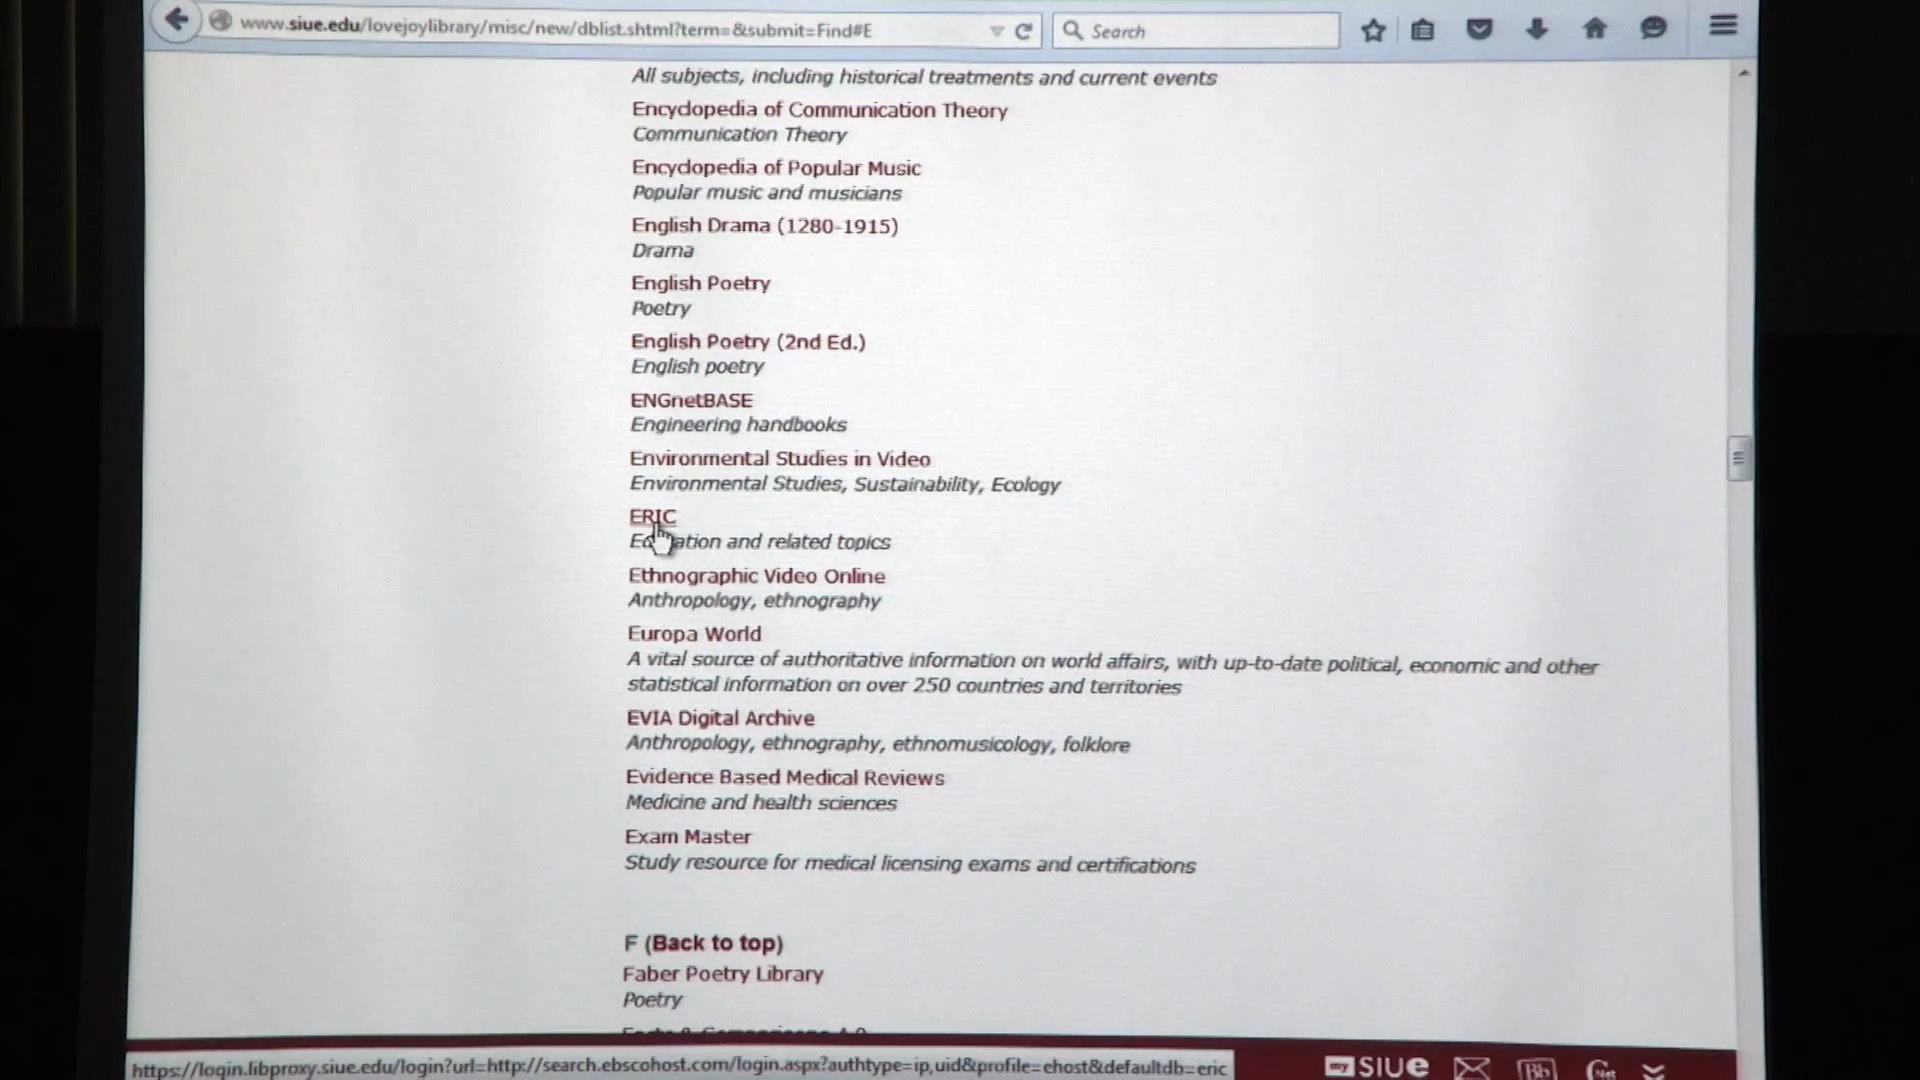 www.siue.edu/lovejoylibrary/misc/new/dblist.shtml?term=&submit=Find#E
Search
All subjects, including historical treatments and current events
Encyclopedia of Communication Theory
Communication Theory
Encyclopedia of Popular Music
Popular music and musicians
English Drama (1280-1915)
Drama
English Poetry
Poetry
English Poetry (2nd Ed.)
English poetry
ENGnetBASE
Engineering handbooks
Environmental Studies in Video
Environmental Studies, Sustainability, Ecology
ERIC
and related topics
Ethnographic Video Online
Anthropology, ethnography
Europa World
A vital source of authoritative information on world affairs, with up-to-date political, economic and other
statistical information on over 250 countries and territories
EVIA Digital Archive
Anthropology, ethnography, ethnomusicology, folklore
Evidence Based Medical Reviews
Medicine and health sciences
Exam Master
Study resource for medical licensing exams and certifications
F (Back to top)
Faber Poetry Library
Poetry
https://login.libproxy.siue.edu/login?url=http://search.ebscohost.com/login.aspx?authtype=ip,uid&profile=ehost&defaultdb=eric
my SIUe
Bb